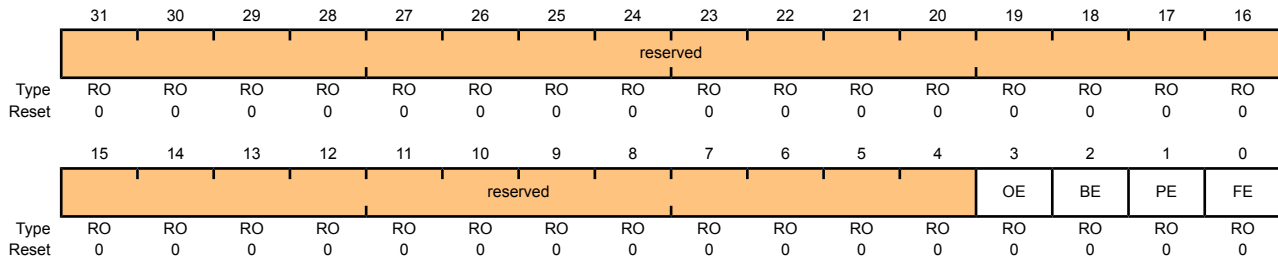 31 30 29 28 27 26 25 24 23 22 21 20 19 18 17 16
reserved
Type RO RO RO RO RO RO RO RO RO RO RO RO RO RO RO RO
Reset 0 0 0 0 0 0 0 0 0 0 0 0 0 0 0 0
15 14 13 12 11 10 9 8 7 6 5 4 3 2 1 0
reserved OE BE PE FE
Type RO RO RO RO RO RO RO RO RO RO RO RO RO RO RO RO
Reset 0 0 0 0 0 0 0 0 0 0 0 0 0 0 0 0